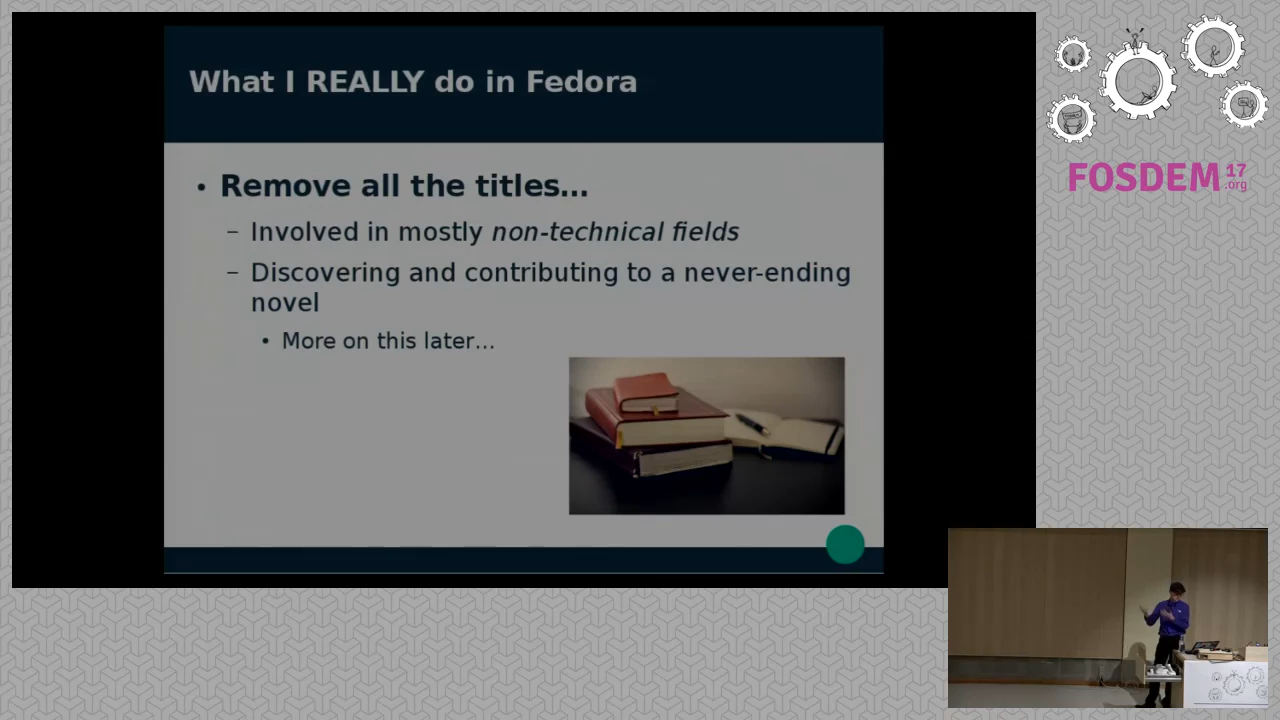 What I REALLY do in Fedora
• Remove all the titles...
– Involved in mostly non-technical fields
– Discovering and contributing to a never-ending
novel
• More on this later...
FOSDEM 17
.org